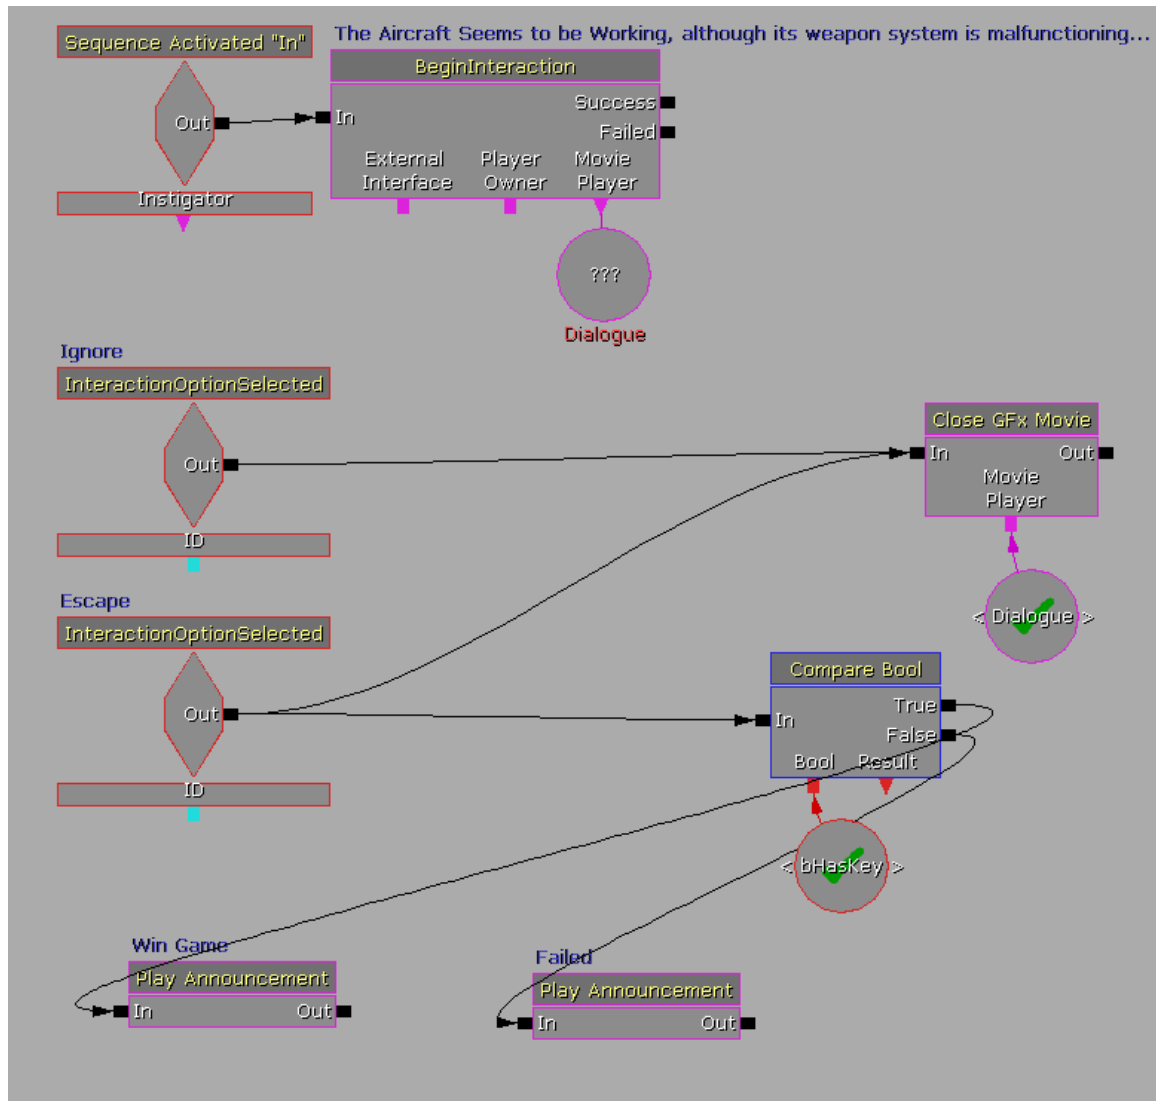 The Aircraft Seems to be Working, although its weapon system is malfunctioning...
Sequence Activated "In"
Out
Instigator
BeginInteraction
In
Success
Failed
External Interface
Player Owner
Movie Player
???
Dialogue
Ignore
InteractionOptionSelected
Out
ID
Close GFx Movie
In
Out
Movie
Player
< Dialogue >
Escape
InteractionOptionSelected
Out
ID
Compare Bool
In
True
False
Bool
Result
< bHasKey >
Win Game
Play Announcement
In
Out
Failed
Play Announcement
In
Out